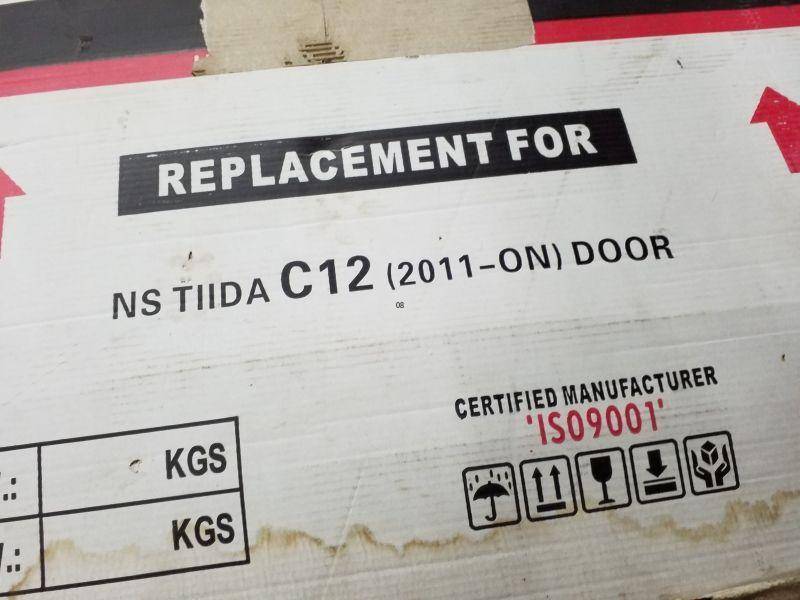 REPLACEMENT FOR
NS TIIDA C12 (2011-ON) DOOR
08
CERTIFIED MANUFACTURER
'ISO9001'
.: KGS
.: KGS